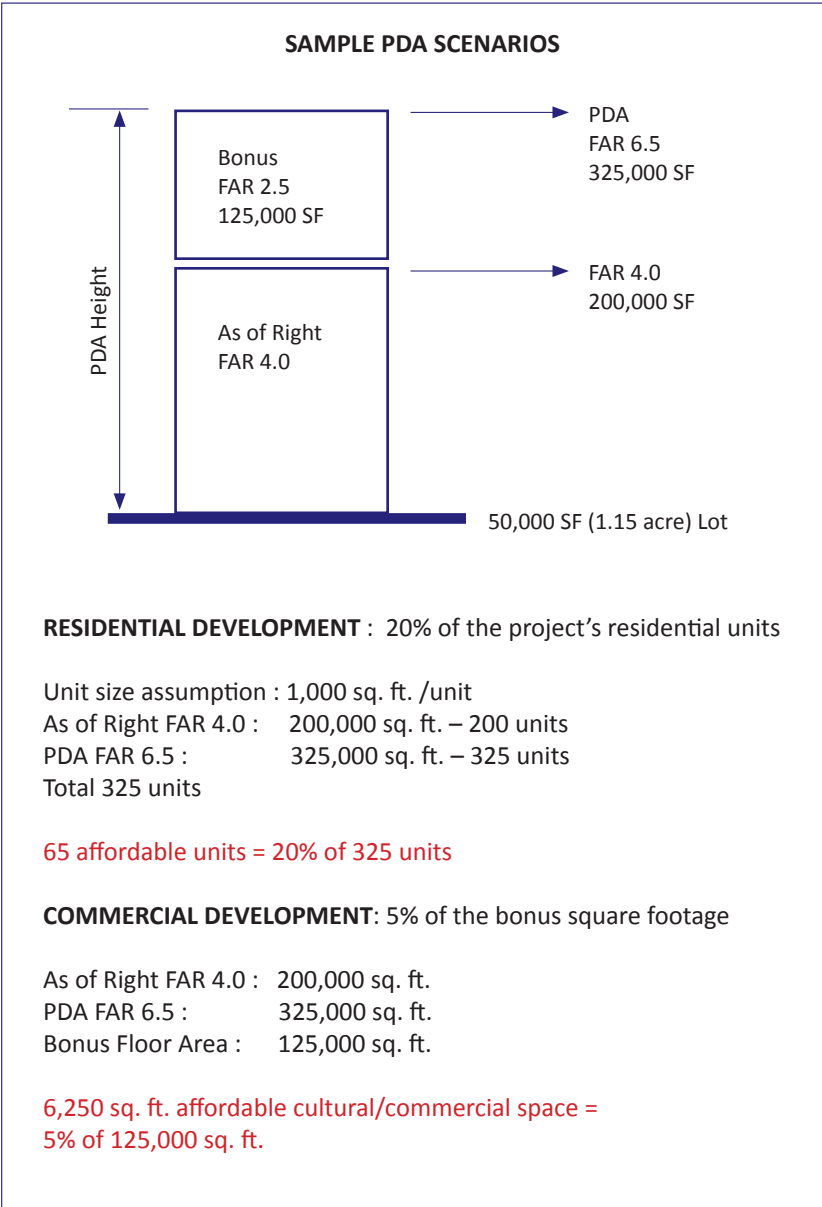 SAMPLE PDA SCENARIOS
PDA
FAR 6.5
325,000 SF
Bonus
FAR 2.5
125,000 SF
FAR 4.0
200,000 SF
PDA Height
As of Right
FAR 4.0
50,000 SF (1.15 acre) Lot
RESIDENTIAL DEVELOPMENT : 20% of the project’s residential units
Unit size assumption : 1,000 sq. ft. /unit
As of Right FAR 4.0 : 200,000 sq. ft. – 200 units
PDA FAR 6.5 : 325,000 sq. ft. – 325 units
Total 325 units
65 affordable units = 20% of 325 units
COMMERCIAL DEVELOPMENT: 5% of the bonus square footage
As of Right FAR 4.0 : 200,000 sq. ft.
PDA FAR 6.5 : 325,000 sq. ft.
Bonus Floor Area : 125,000 sq. ft.
6,250 sq. ft. affordable cultural/commercial space =
5% of 125,000 sq. ft.